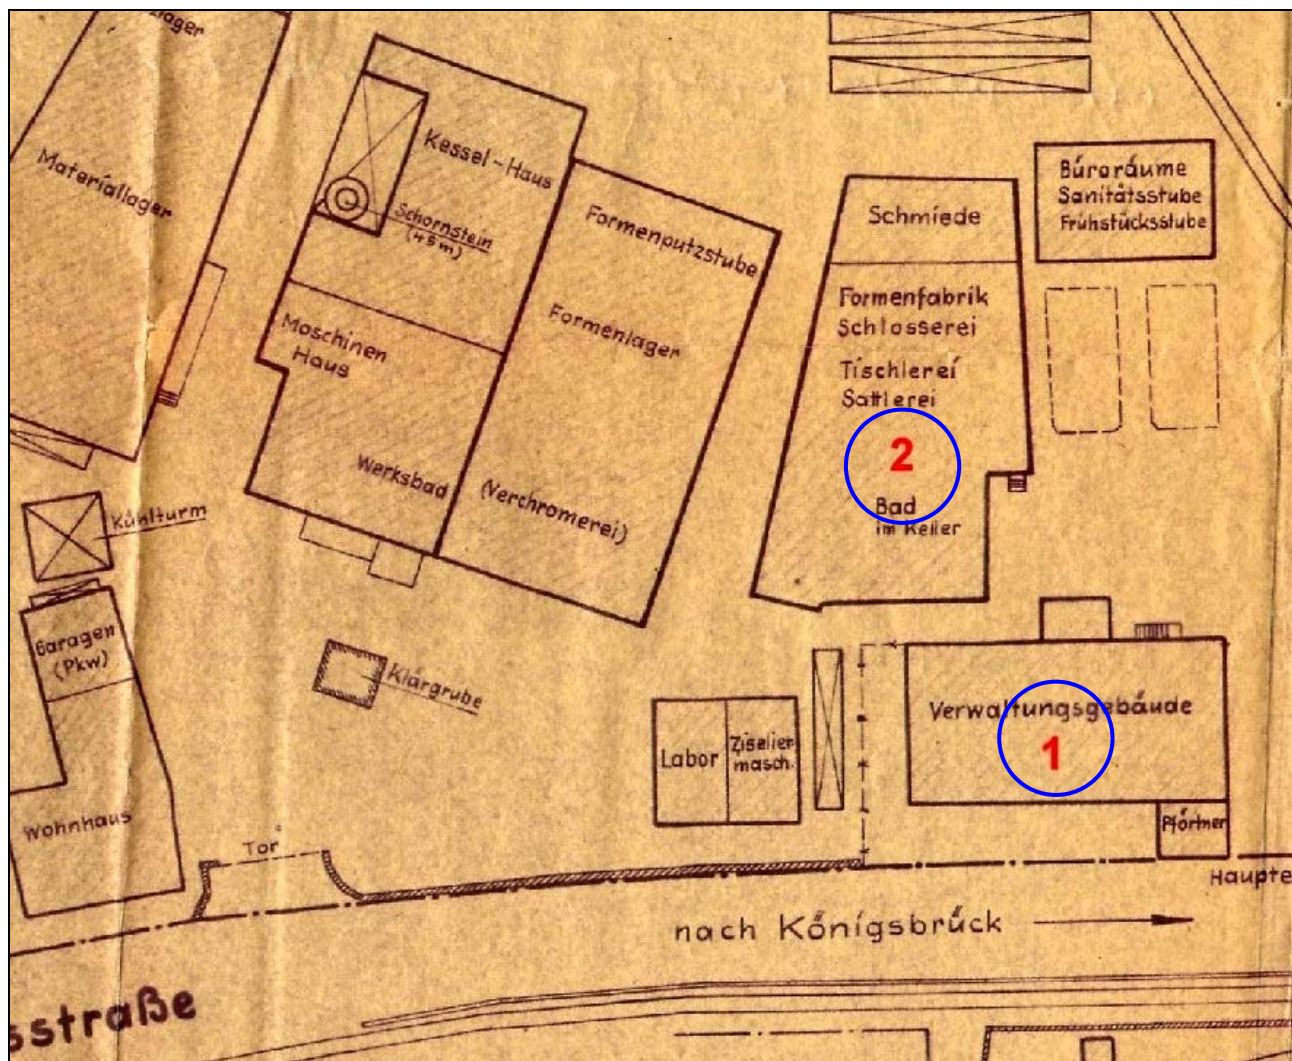 lager
Materiallager
Kessel-Haus
Schornstein
(45m)
Maschinen
Haus
Werksbad
Formenputzstube
Formenlager
(Verchromerei)
Schmiede
Formenfabrik
Schlosserei
Tischlerei
Sattlerei
2
Bad
im Keller
Büroräume
Sanitätsstube
Frühstücksstube
Kühlturm
Garagen
(Pkw)
Wohnhaus
Klärgrube
Labor
Ziselier
masch.
Verwaltungsgebäude
1
Pförtner
Tor
Haupte
nach Königsbrück
sstraße